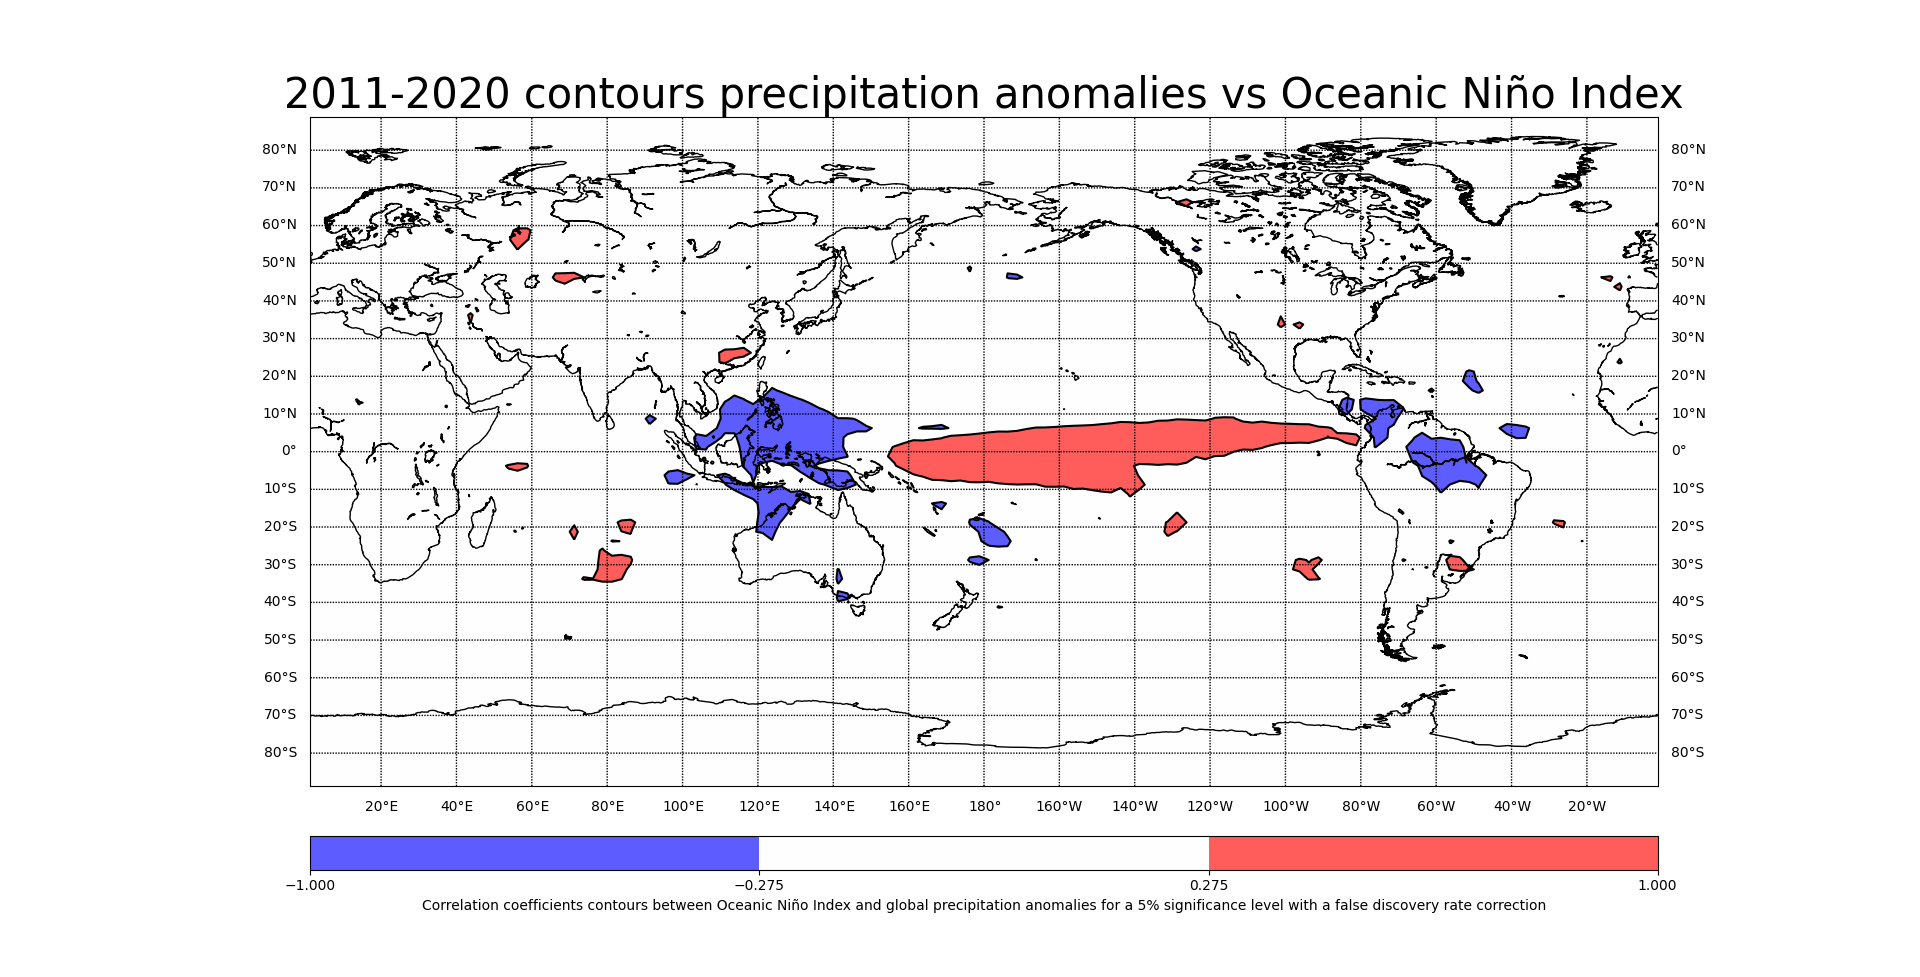 2011-2020 contours precipitation anomalies vs Oceanic Niño Index
80°N 80°N
70°N 70°N
60°N 60°N
50°N 50°N
40°N 40°N
30°N 30°N
20°N 20°N
10°N 10°N
0° 0°
10°S 10°S
20°S 20°S
30°S 30°S
40°S 40°S
50°S 50°S
60°S 60°S
70°S 70°S
80°S 80°S
20°E 40°E 60°E 80°E 100°E 120°E 140°E 160°E 180° 160°W 140°W 120°W 100°W 80°W 60°W 40°W 20°W
−1.000 −0.275 0.275 1.000
Correlation coefficients contours between Oceanic Niño Index and global precipitation anomalies for a 5% significance level with a false discovery rate correction